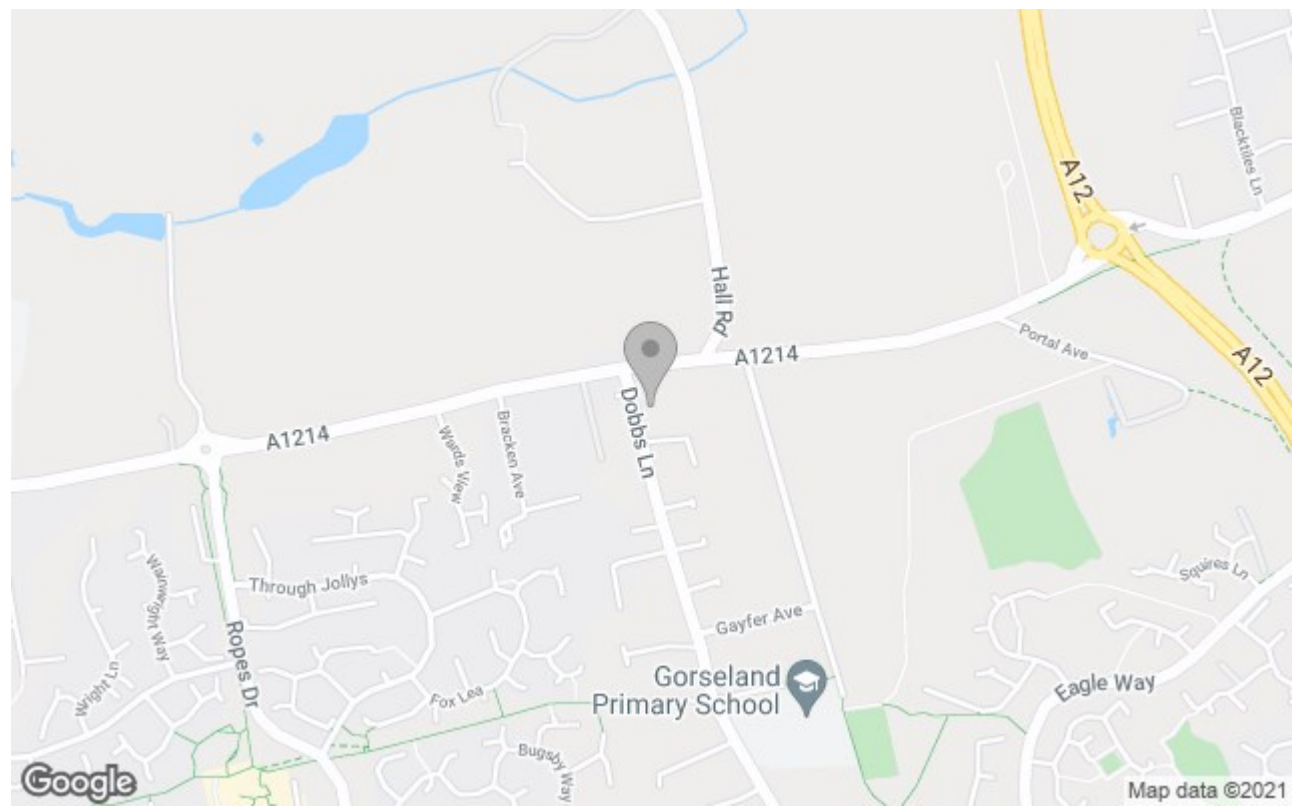 A12
Blacktiles Ln
Hall Rd
A1214
Portal Ave
A12
A1214
Dobbs Ln
Wards View
Bracken Ave
Through Jollys
Squires Ln
Gayfer Ave
Wainwright Way
Wright Ln
Ropes Dr
Fox Lea
Gorseland
Primary School
Eagle Way
Bugsby Way
Google
Map data ©2021